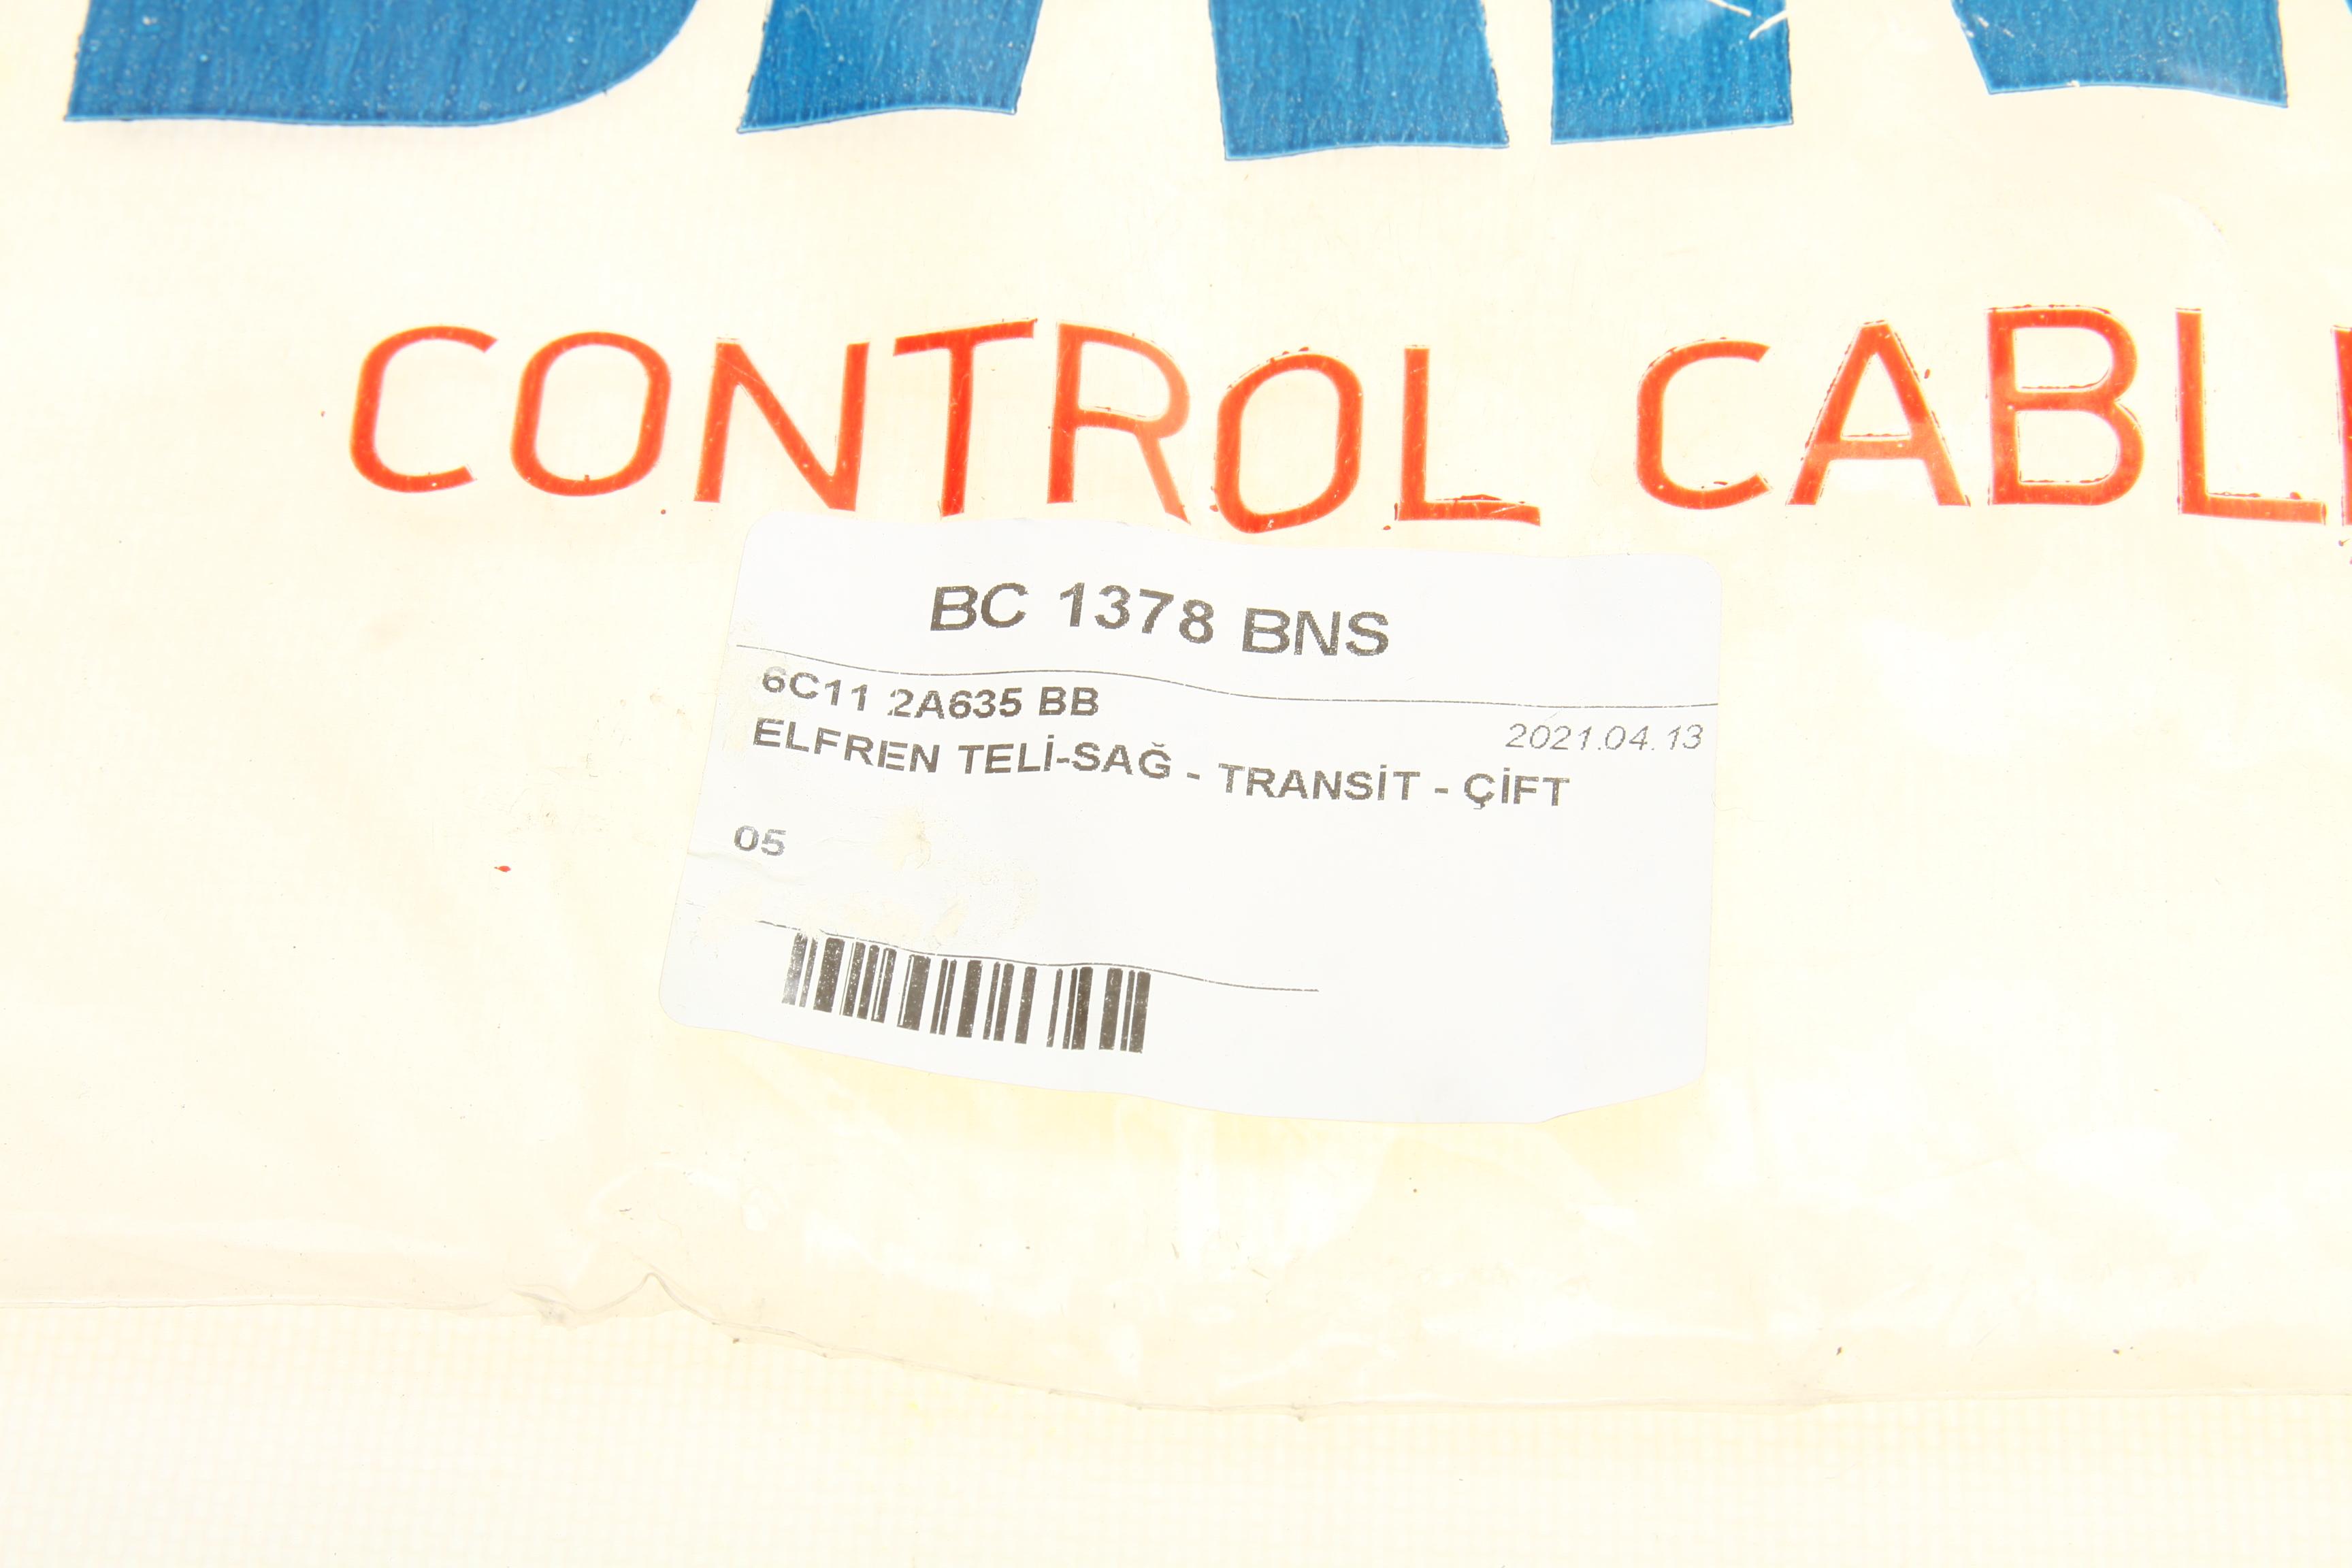 CONTROL CABL
BC 1378 BNS
6C11 2A635 BB
2021.04.13
ELFREN TELİ-SAĞ - TRANSİT - ÇİFT
05